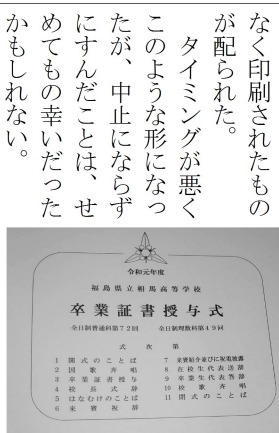 なく印刷されたもの
が配られた。
タイミングが悪く
このような形になっ
たが、中止にならず
にすんだことは、せ
めてもの幸いだった
かもしれない。
令和元年度
福島県立相馬高等学校
卒業証書授与式
全日制普通科第72回 全日制理数科第49回
式次第
1 開式のことば
2 国歌斉唱
3 卒業証書授与
4 校長式辞
5 はなむけのことば
6 来賓祝辞
7 来賓紹介並びに祝電披露
8 在校生代表送辞
9 卒業生代表答辞
10 校歌斉唱
11 閉式のことば